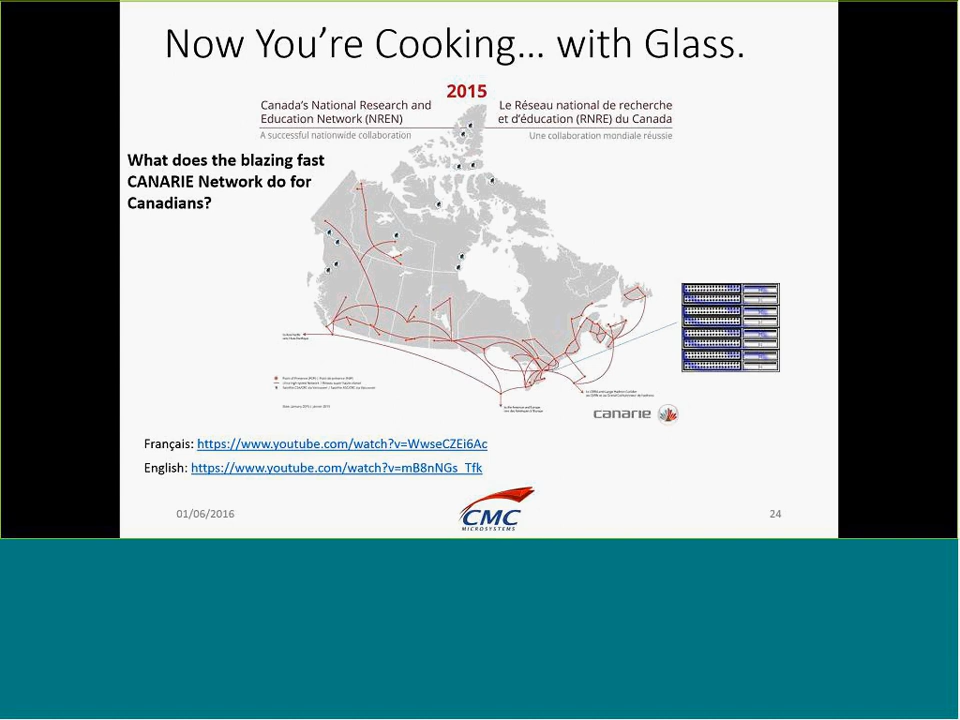 Now You're Cooking... with Glass.
2015
Canada's National Research and
Education Network (NREN)
A successful nationwide collaboration
Le Réseau national de recherche
et d'éducation (RNRE) du Canada
Une collaboration mondiale réussie
What does the blazing fast
CANARIE Network do for
Canadians?
canarie
Français: https://www.youtube.com/watch?v=WwseCZEi6Ac
English: https://www.youtube.com/watch?v=mB8nNGs_Tfk
01/06/2016
CMC
MICROSYSTEMS
24